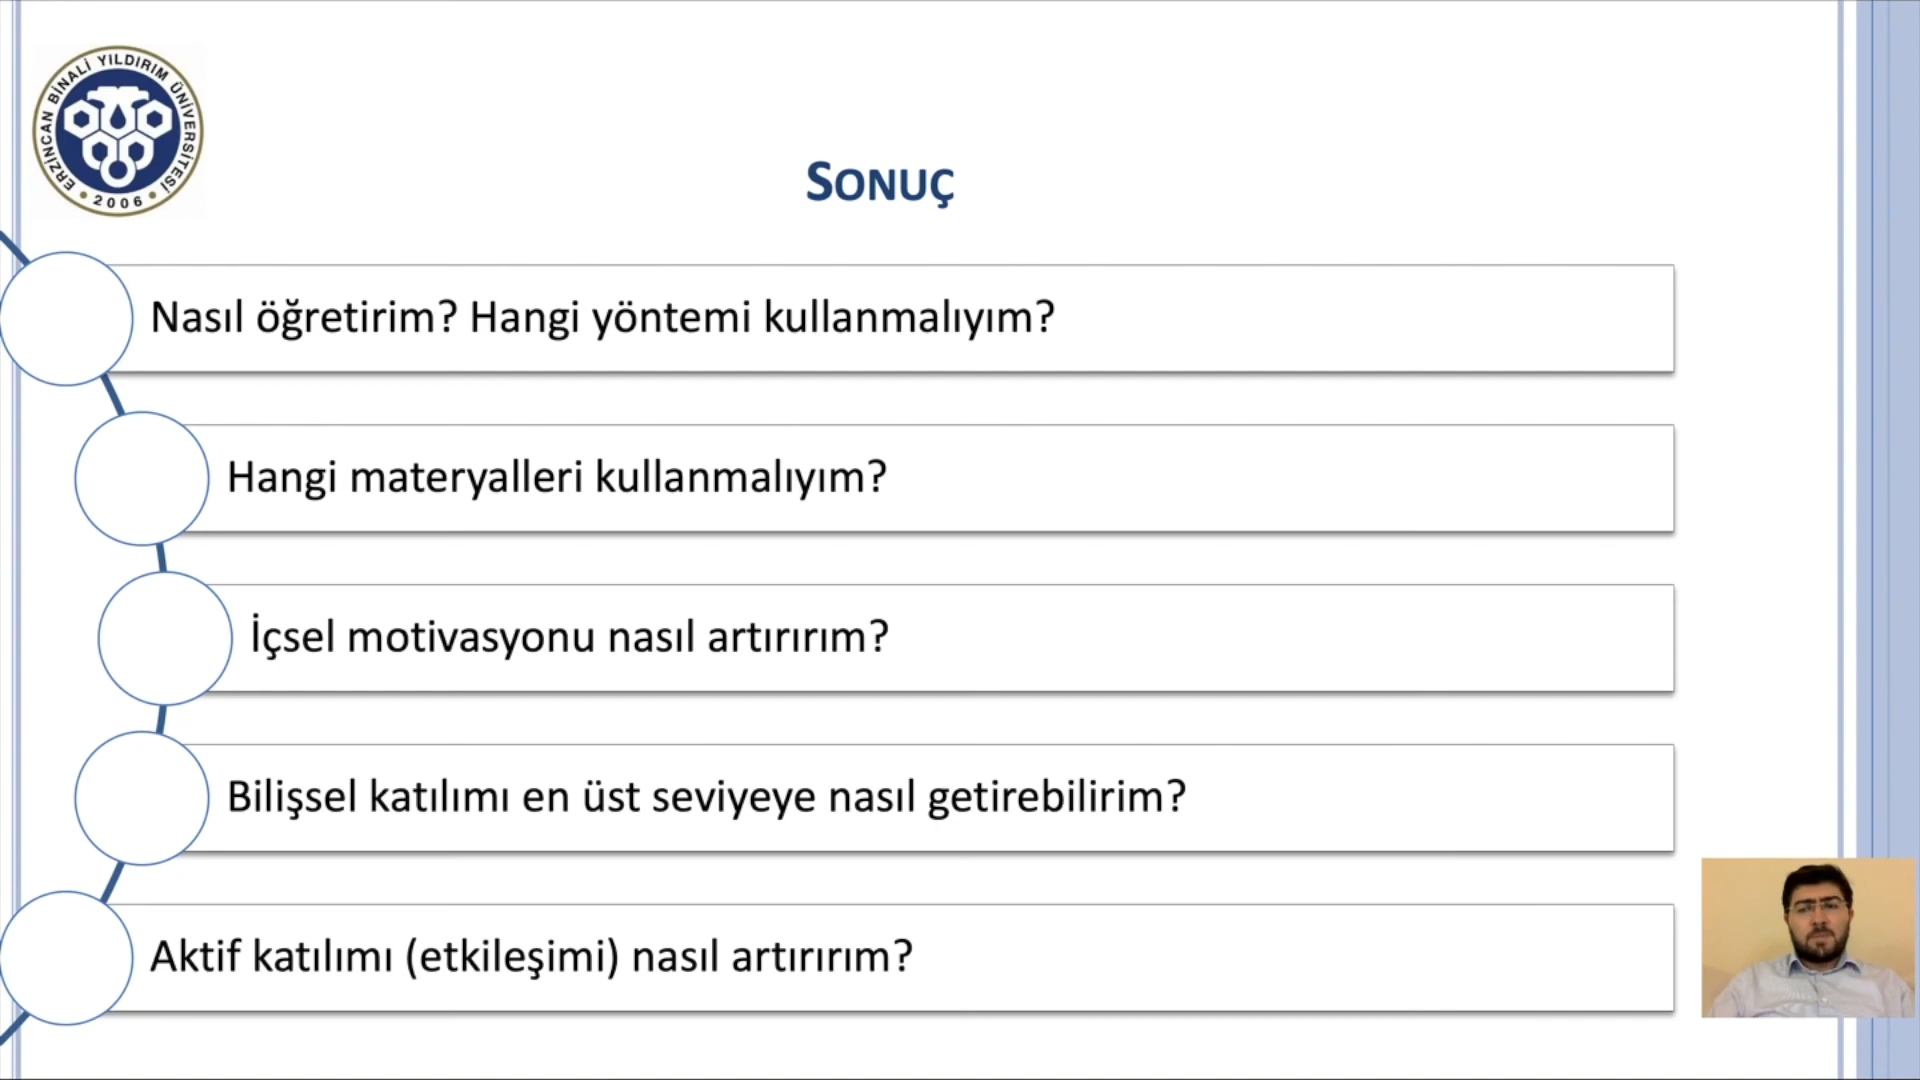 ERZİNCAN BİNALİ YILDIRIM ÜNİVERSİTESİ
2006
SONUÇ
Nasıl öğretirim? Hangi yöntemi kullanmalıyım?
Hangi materyalleri kullanmalıyım?
İçsel motivasyonu nasıl artırırım?
Bilişsel katılımı en üst seviyeye nasıl getirebilirim?
Aktif katılımı (etkileşimi) nasıl artırırım?